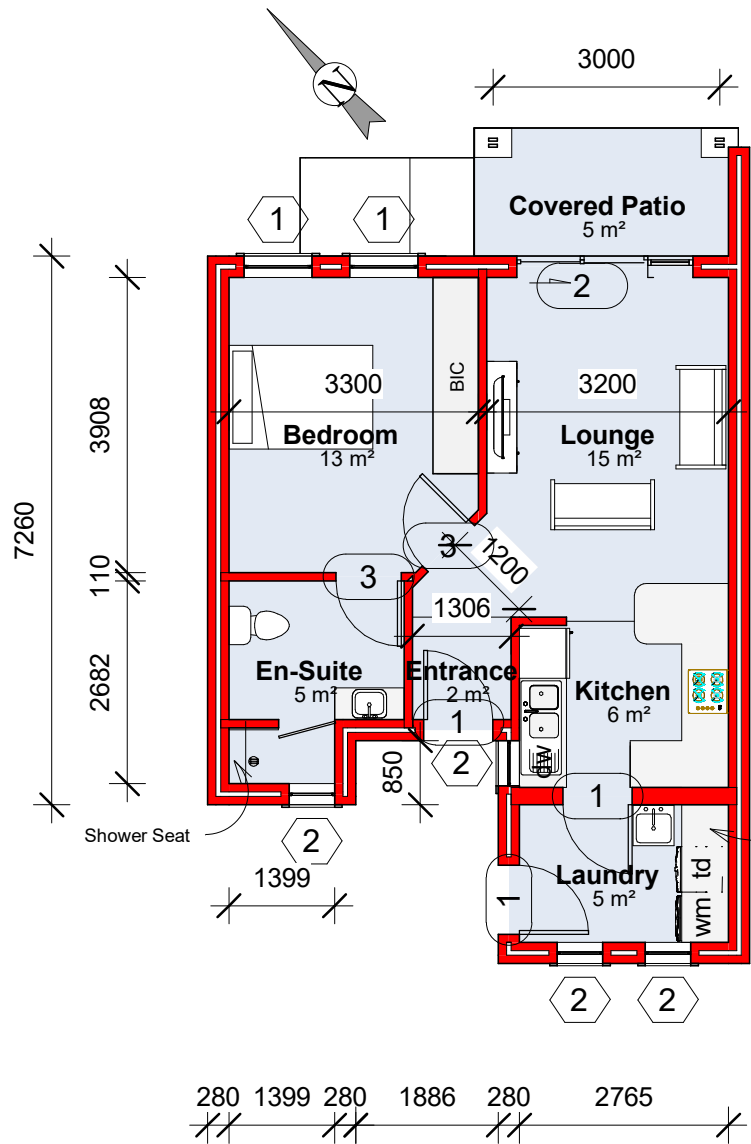 N
3000
1
1
Covered Patio
5 m²
2
3300
BIC
3200
Bedroom
13 m²
Lounge
15 m²
3908
7260
3
1200
3
110
1306
En-Suite
5 m²
Entrance
2 m²
Kitchen
6 m²
2682
1
2
dw
850
1
Shower Seat
2
1399
Laundry
5 m²
1
wm
td
2
2
280
1399
280
1886
280
2765